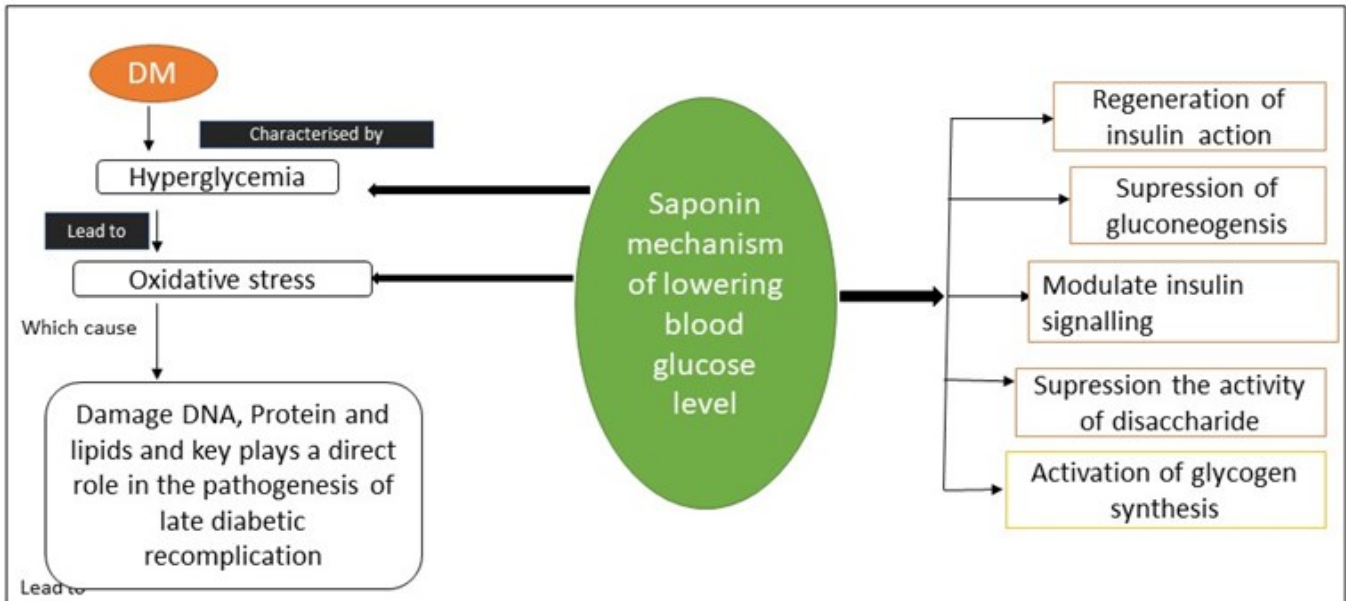 DM
Characterised by
Hyperglycemia
Lead to
Oxidative stress
Which cause
Damage DNA, Protein and
lipids and key plays a direct
role in the pathogenesis of
late diabetic
recomplication
Lead to
Saponin
mechanism
of lowering
blood
glucose
level
Regeneration of
insulin action
Supression of
gluconeogensis
Modulate insulin
signalling
Supression the activity
of disaccharide
Activation of glycogen
synthesis